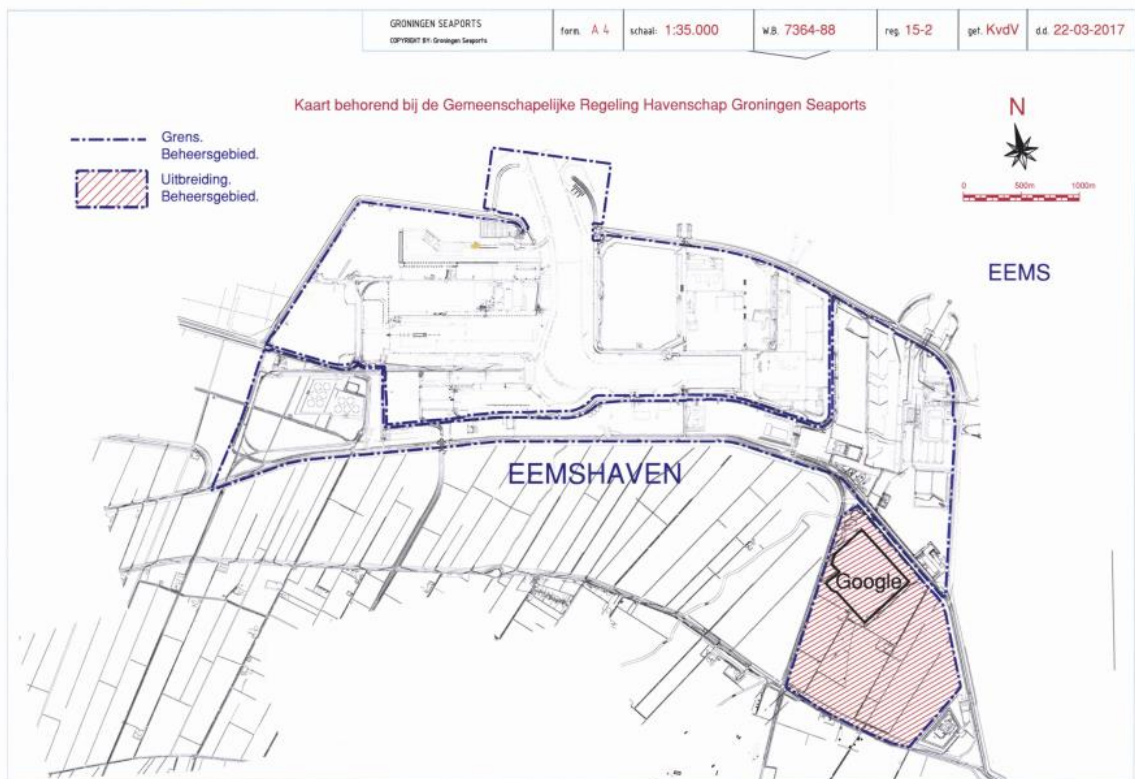 GRONINGEN SEAPORTS
COPYRIGHT BY: Groningen Seaports
form. A 4
schaal: 1:35.000
W.B. 7364-88
reg. 15-2
get. KvdV
d.d. 22-03-2017
Kaart behorend bij de Gemeenschapelijke Regeling Havenschap Groningen Seaports
N
Grens.
Beheersgebied.
Uitbreiding.
Beheersgebied.
0 500m 1000m
EEMS
EEMSHAVEN
Google